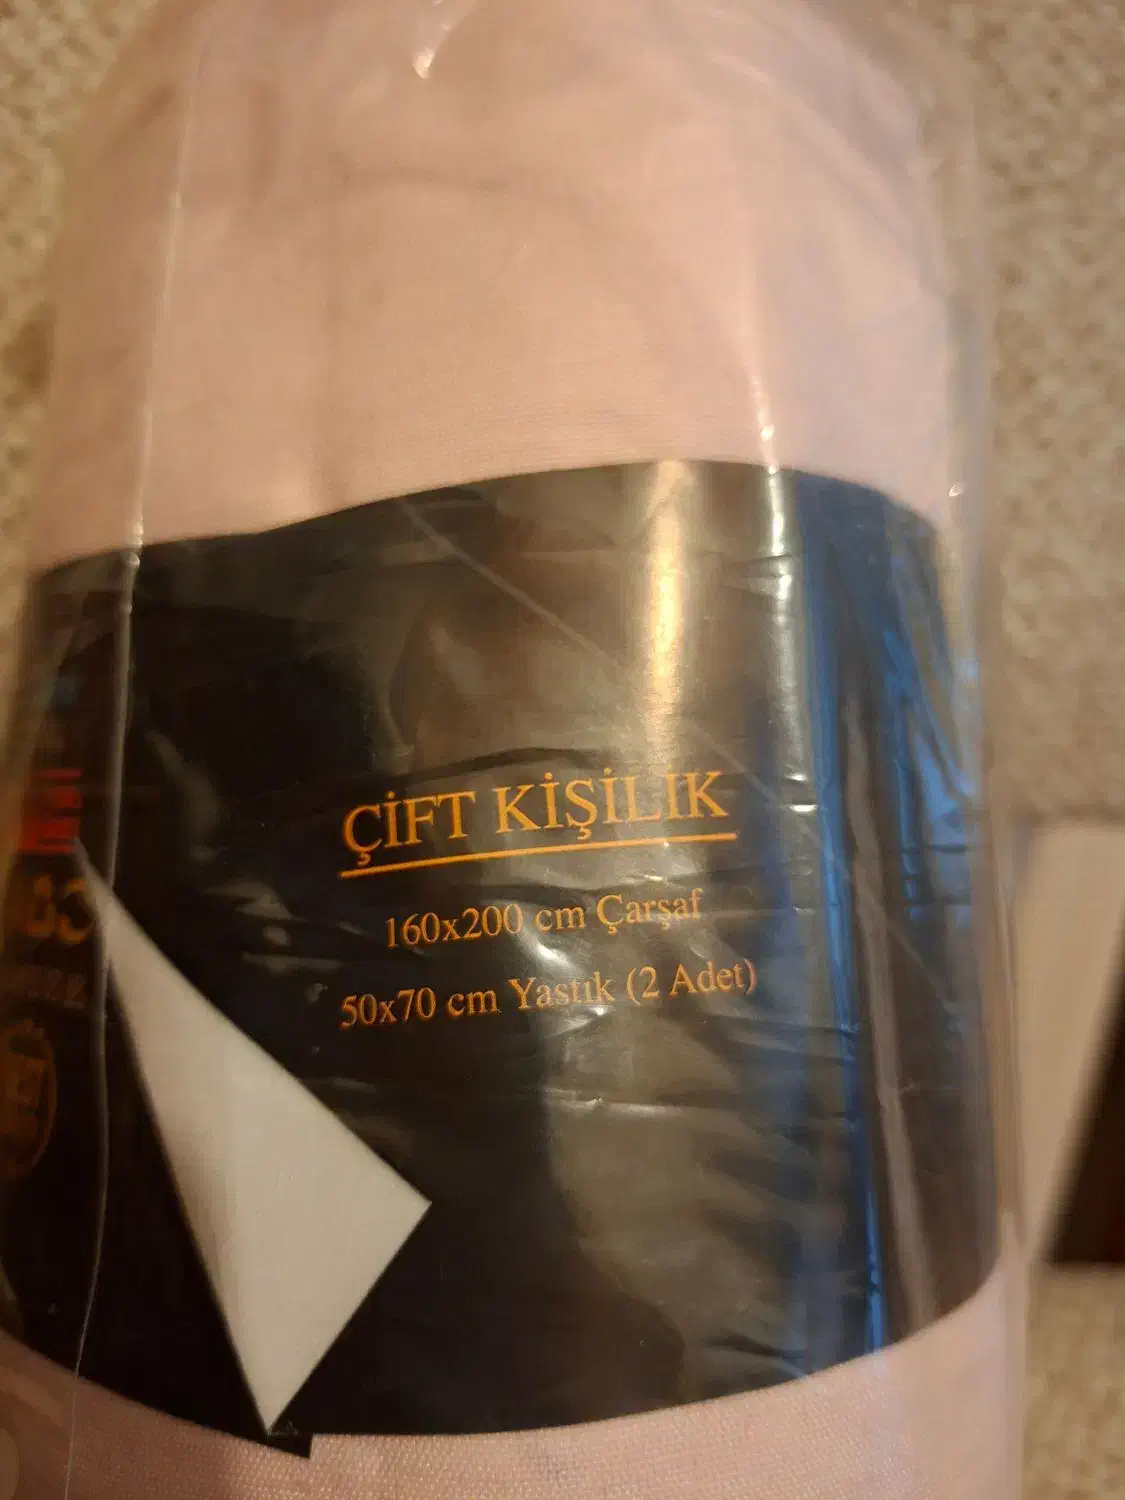 ÇİFT KİŞİLİK
160x200 cm Çarşaf
50x70 cm Yastık (2 Adet)